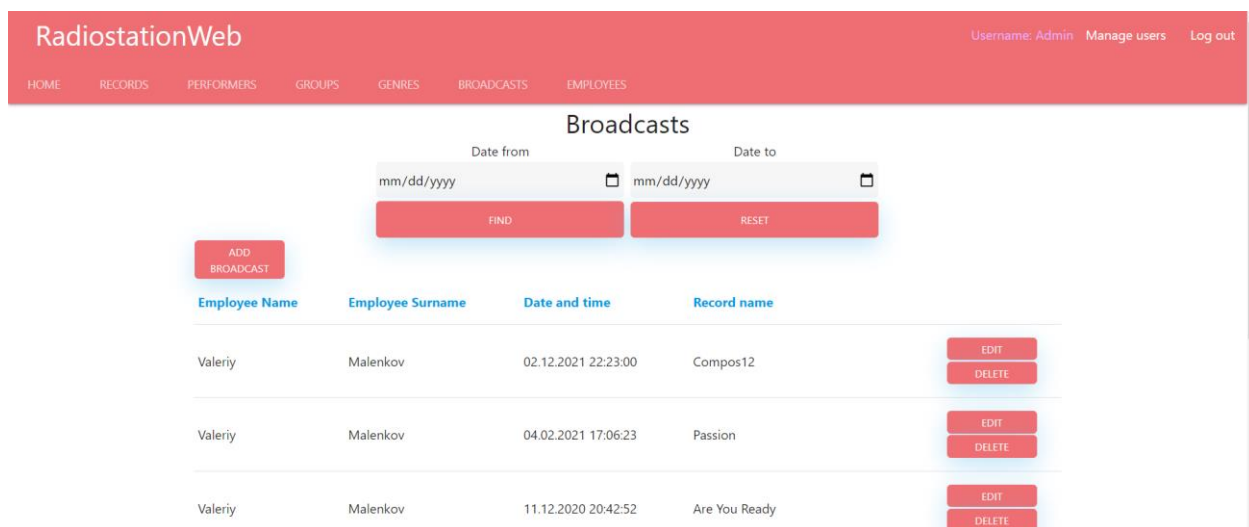 RadiostationWeb
Username: Admin Manage users Log out
HOME RECORDS PERFORMERS GROUPS GENRES BROADCASTS EMPLOYEES
Broadcasts
Date from Date to
mm/dd/yyyy mm/dd/yyyy
FIND RESET
ADD
BROADCAST
Employee Name Employee Surname Date and time Record name
Valeriy Malenkov 02.12.2021 22:23:00 Compos12
EDIT
DELETE
Valeriy Malenkov 04.02.2021 17:06:23 Passion
EDIT
DELETE
Valeriy Malenkov 11.12.2020 20:42:52 Are You Ready
EDIT
DELETE